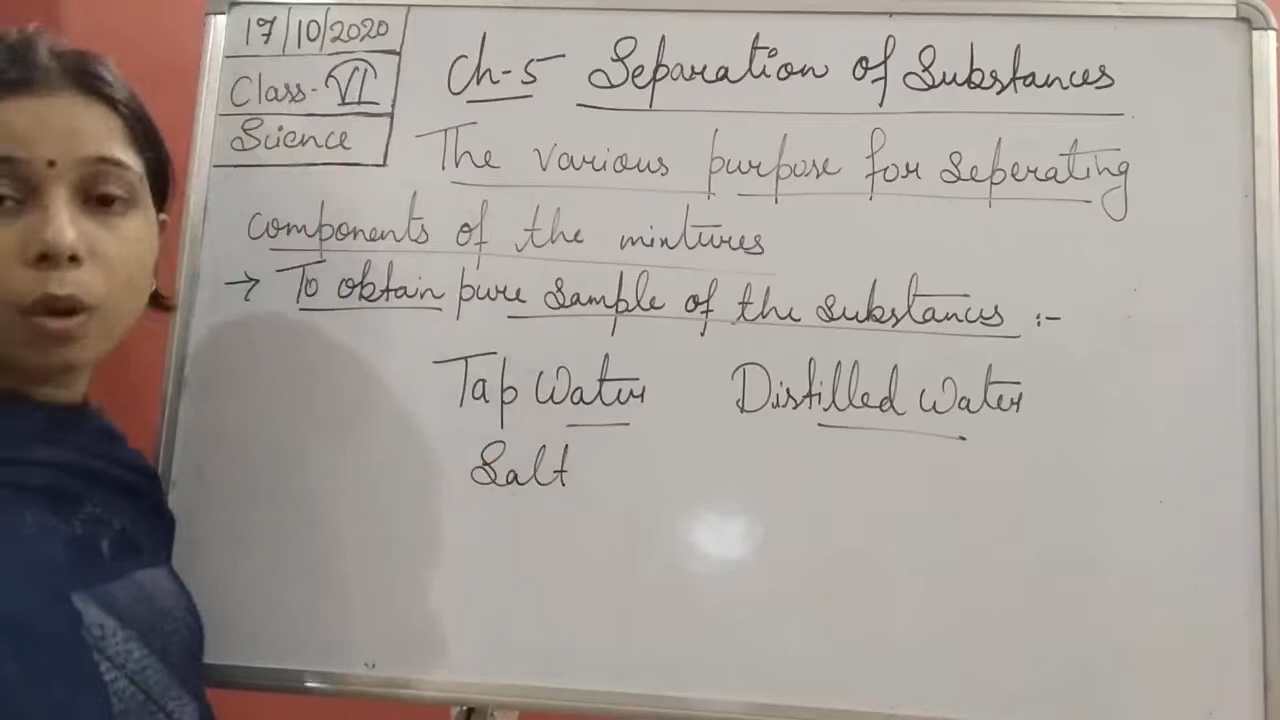 17/10/2020
Class-VI
Science
Ch-5 Separation of Substances
The various purpose for seperating
components of the mixtures
→ To obtain pure sample of the substances :-
Tap Water Distilled Water
Salt